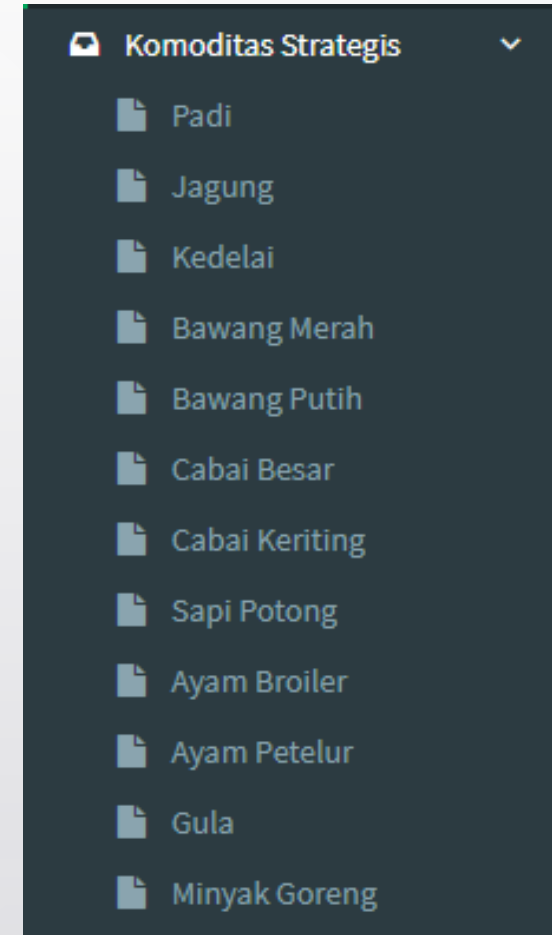 Komoditas Strategis
Padi
Jagung
Kedelai
Bawang Merah
Bawang Putih
Cabai Besar
Cabai Keriting
Sapi Potong
Ayam Broiler
Ayam Petelur
Gula
Minyak Goreng